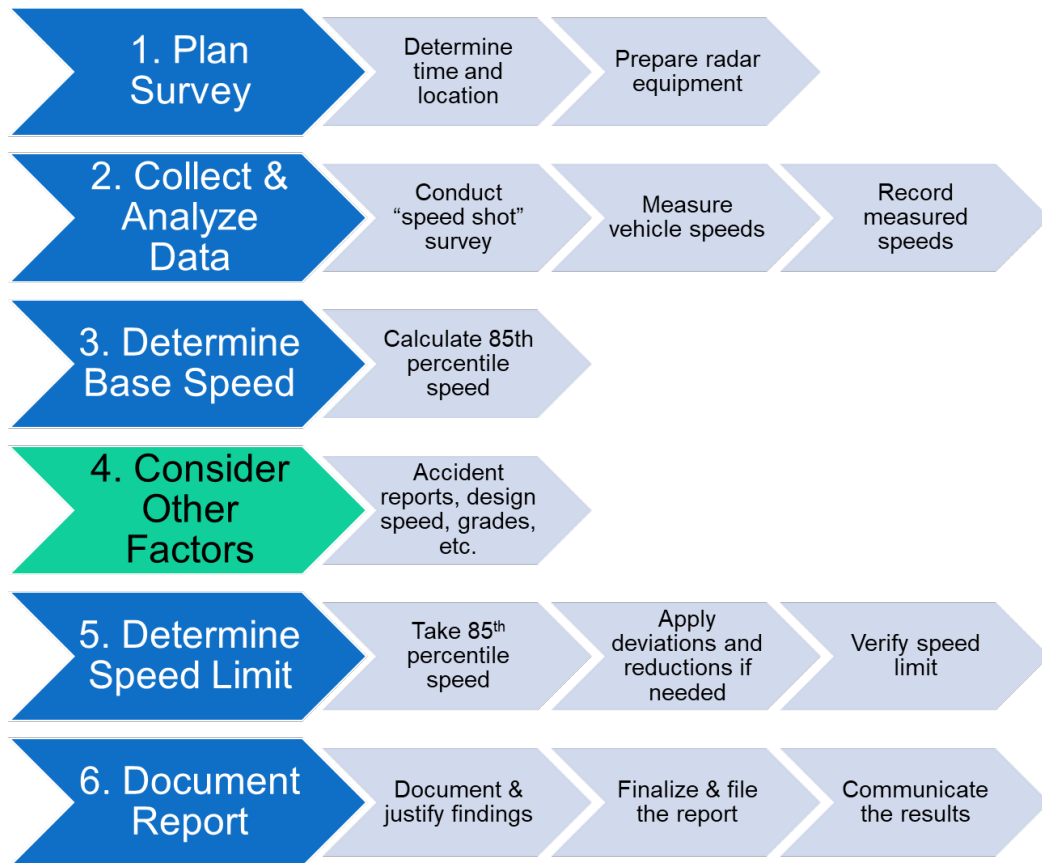 1. Plan
Survey
Determine
time and
location
Prepare radar
equipment
2. Collect &
Analyze
Data
Conduct
“speed shot”
survey
Measure
vehicle speeds
Record
measured
speeds
3. Determine
Base Speed
Calculate 85th
percentile
speed
4. Consider
Other
Factors
Accident
reports, design
speed, grades,
etc.
5. Determine
Speed Limit
Take 85th
percentile
speed
Apply
deviations and
reductions if
needed
Verify speed
limit
6. Document
Report
Document &
justify findings
Finalize & file
the report
Communicate
the results